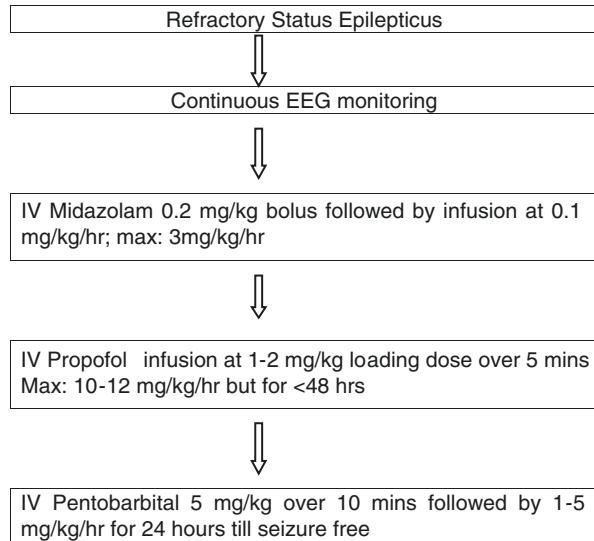 Refractory Status Epilepticus
Continuous EEG monitoring
IV Midazolam 0.2 mg/kg bolus followed by infusion at 0.1
mg/kg/hr; max: 3mg/kg/hr
IV Propofol infusion at 1-2 mg/kg loading dose over 5 mins
Max: 10-12 mg/kg/hr but for <48 hrs
IV Pentobarbital 5 mg/kg over 10 mins followed by 1-5
mg/kg/hr for 24 hours till seizure free